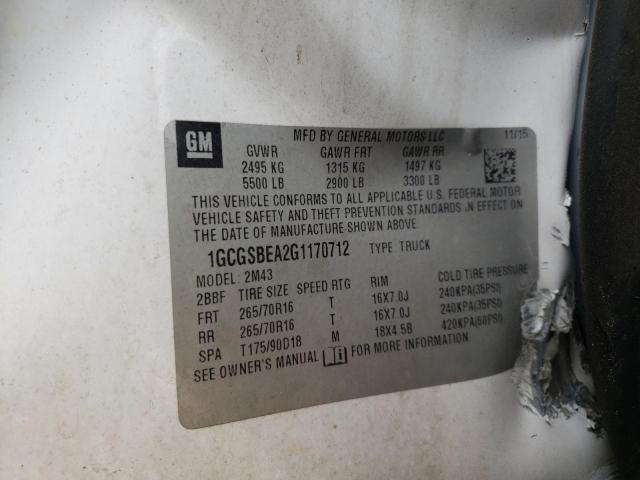 GM
MFD BY GENERAL MOTORS LLC 11/15
GVWR GAWR FRT GAWR RR
2495 KG 1315 KG 1497 KG
5500 LB 2900 LB 3300 LB
THIS VEHICLE CONFORMS TO ALL APPLICABLE U.S. FEDERAL MOTOR
VEHICLE SAFETY AND THEFT PREVENTION STANDARDS IN EFFECT ON
THE DATE OF MANUFACTURE SHOWN ABOVE.
1GCGSBEA2G1170712 TYPE TRUCK
MODEL: 2M43
2BBF TIRE SIZE SPEED RTG RIM COLD TIRE PRESSURE
FRT 265/70R16 T 16X7.0J 240KPA(35PSI)
RR 265/70R16 T 16X7.0J 240KPA(35PSI)
SPA T175/90D18 M 18X4.5B 420KPA(60PSI)
SEE OWNER'S MANUAL FOR MORE INFORMATION